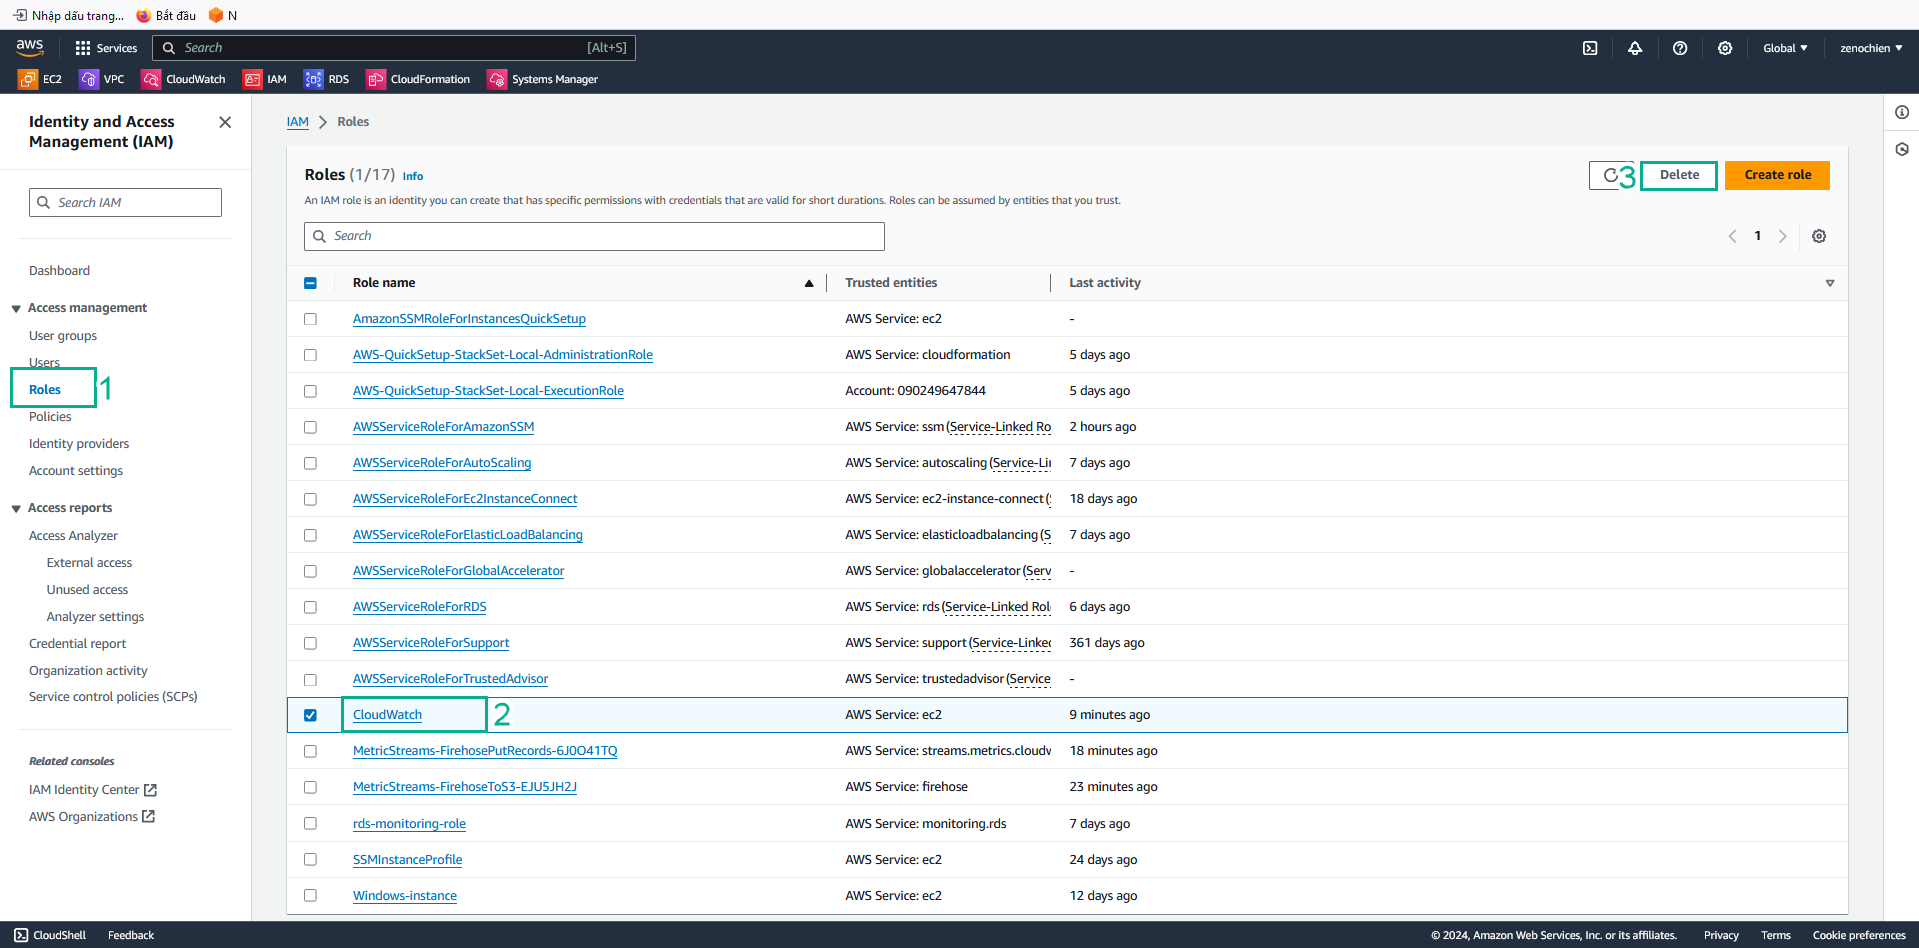 Nhập dấu trang... Bắt đầu N
aws Services Search [Alt+S] Global zenochien
EC2 VPC CloudWatch IAM RDS CloudFormation Systems Manager
Identity and Access
Management (IAM)
Search IAM
Dashboard
Access management
User groups
Users
Roles 1
Policies
Identity providers
Account settings
Access reports
Access Analyzer
External access
Unused access
Analyzer settings
Credential report
Organization activity
Service control policies (SCPs)
Related consoles
IAM Identity Center
AWS Organizations
IAM Roles
Roles (1/17) Info 3 Delete Create role
An IAM role is an identity you can create that has specific permissions with credentials that are valid for short durations. Roles can be assumed by entities that you trust.
Search 1
Role name Trusted entities Last activity
AmazonSSMRoleForInstancesQuickSetup AWS Service: ec2 -
AWS-QuickSetup-StackSet-Local-AdministrationRole AWS Service: cloudformation 5 days ago
AWS-QuickSetup-StackSet-Local-ExecutionRole Account: 090249647844 5 days ago
AWSServiceRoleForAmazonSSM AWS Service: ssm (Service-Linked Ro 2 hours ago
AWSServiceRoleForAutoScaling AWS Service: autoscaling (Service-Li 7 days ago
AWSServiceRoleForEc2InstanceConnect AWS Service: ec2-instance-connect ( 18 days ago
AWSServiceRoleForElasticLoadBalancing AWS Service: elasticloadbalancing (S 7 days ago
AWSServiceRoleForGlobalAccelerator AWS Service: globalaccelerator (Serv -
AWSServiceRoleForRDS AWS Service: rds (Service-Linked Rol 6 days ago
AWSServiceRoleForSupport AWS Service: support (Service-Linked 361 days ago
AWSServiceRoleForTrustedAdvisor AWS Service: trustedadvisor (Service -
CloudWatch 2 AWS Service: ec2 9 minutes ago
MetricStreams-FirehosePutRecords-6J0O41TQ AWS Service: streams.metrics.cloudw 18 minutes ago
MetricStreams-FirehoseToS3-EJU5JH2J AWS Service: firehose 23 minutes ago
rds-monitoring-role AWS Service: monitoring.rds 7 days ago
SSMInstanceProfile AWS Service: ec2 24 days ago
Windows-instance AWS Service: ec2 12 days ago
CloudShell Feedback © 2024, Amazon Web Services, Inc. or its affiliates. Privacy Terms Cookie preferences